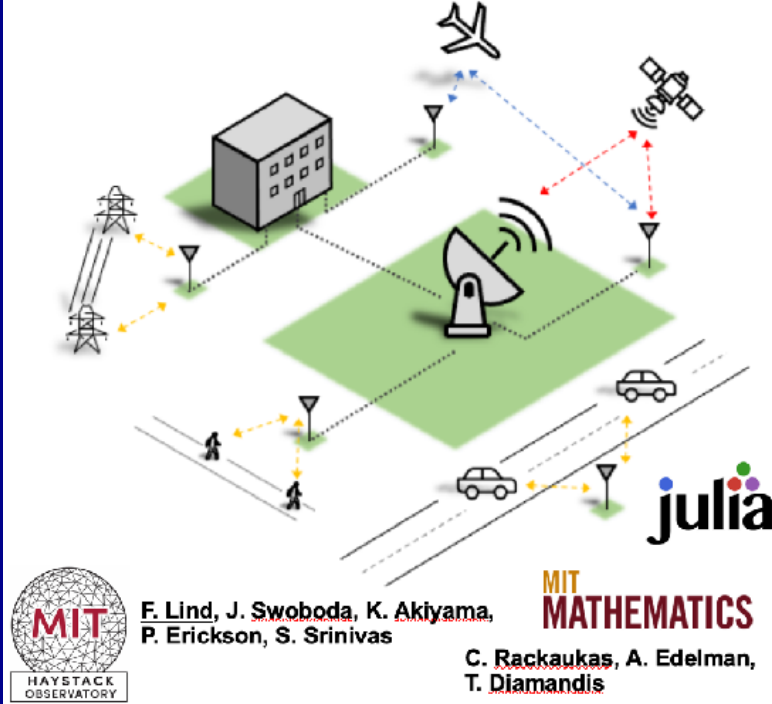 julia
MIT
HAYSTACK
OBSERVATORY
F. Lind, J. Swoboda, K. Akiyama,
P. Erickson, S. Srinivas
MIT
MATHEMATICS
C. Rackaukas, A. Edelman,
T. Diamandis